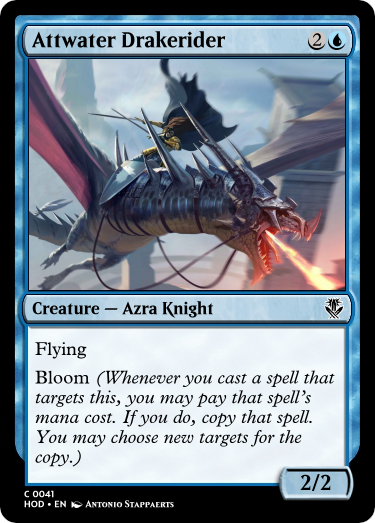 Attwater Drakerider 2
Creature — Azra Knight
Flying
Bloom (Whenever you cast a spell that
targets this, you may pay that spell's
mana cost. If you do, copy that spell.
You may choose new targets for the
copy.)
2/2
C 0041
HOD • EN Antonio Stappaerts